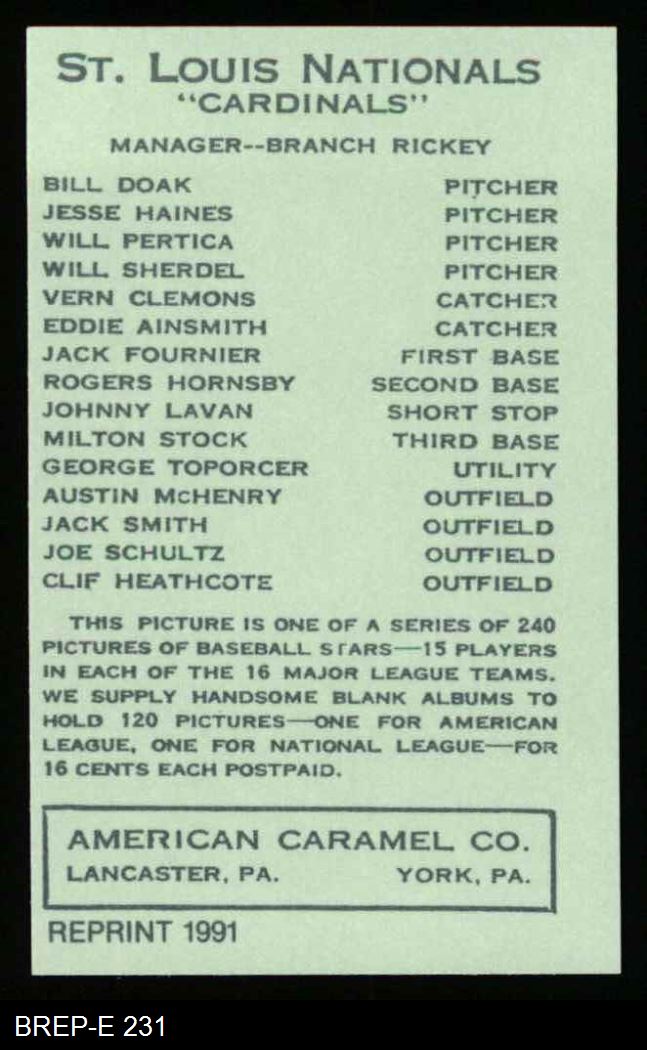 ST. LOUIS NATIONALS
"CARDINALS"
MANAGER--BRANCH RICKEY
BILL DOAK PITCHER
JESSE HAINES PITCHER
WILL PERTICA PITCHER
WILL SHERDEL PITCHER
VERN CLEMONS CATCHER
EDDIE AINSMITH CATCHER
JACK FOURNIER FIRST BASE
ROGERS HORNSBY SECOND BASE
JOHNNY LAVAN SHORT STOP
MILTON STOCK THIRD BASE
GEORGE TOPORCER UTILITY
AUSTIN McHENRY OUTFIELD
JACK SMITH OUTFIELD
JOE SCHULTZ OUTFIELD
CLIF HEATHCOTE OUTFIELD
THIS PICTURE IS ONE OF A SERIES OF 240
PICTURES OF BASEBALL STARS—15 PLAYERS
IN EACH OF THE 16 MAJOR LEAGUE TEAMS.
WE SUPPLY HANDSOME BLANK ALBUMS TO
HOLD 120 PICTURES—ONE FOR AMERICAN
LEAGUE, ONE FOR NATIONAL LEAGUE—FOR
16 CENTS EACH POSTPAID.
AMERICAN CARAMEL CO.
LANCASTER, PA. YORK, PA.
REPRINT 1991
BREP-E 231